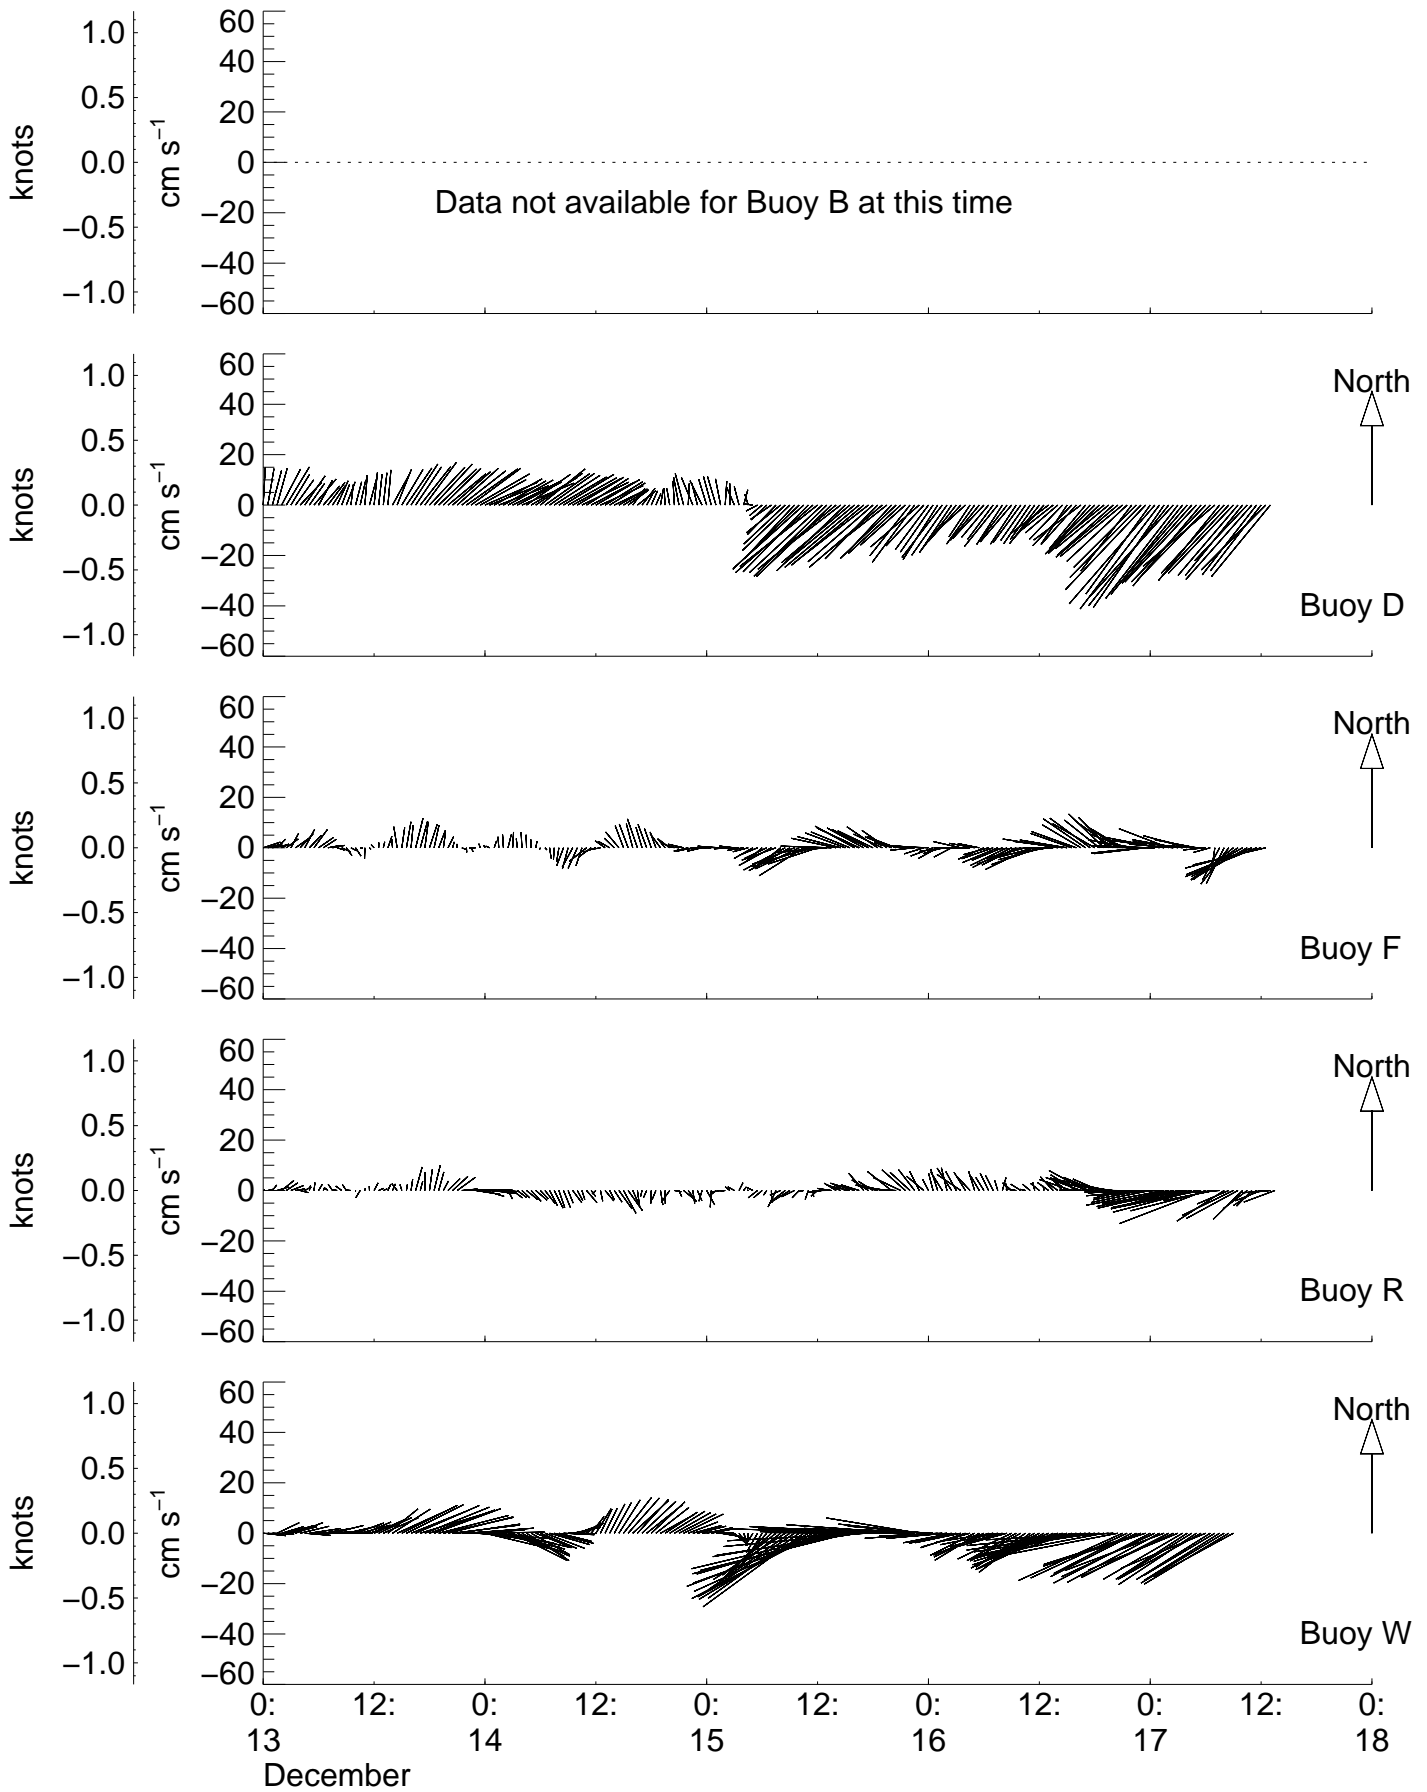 1.0
0.5
0.0
−0.5
−1.0
knots
60
40
20
0
−20
−40
−60
cm s−1
Data not available for Buoy B at this time
1.0
0.5
0.0
−0.5
−1.0
knots
60
40
20
0
−20
−40
−60
cm s−1
North
Buoy D
1.0
0.5
0.0
−0.5
−1.0
knots
60
40
20
0
−20
−40
−60
cm s−1
North
Buoy F
1.0
0.5
0.0
−0.5
−1.0
knots
60
40
20
0
−20
−40
−60
cm s−1
North
Buoy R
1.0
0.5
0.0
−0.5
−1.0
knots
60
40
20
0
−20
−40
−60
cm s−1
North
Buoy W
0: 12: 0: 12: 0: 12: 0: 12: 0: 12: 0:
13 14 15 16 17 18
December